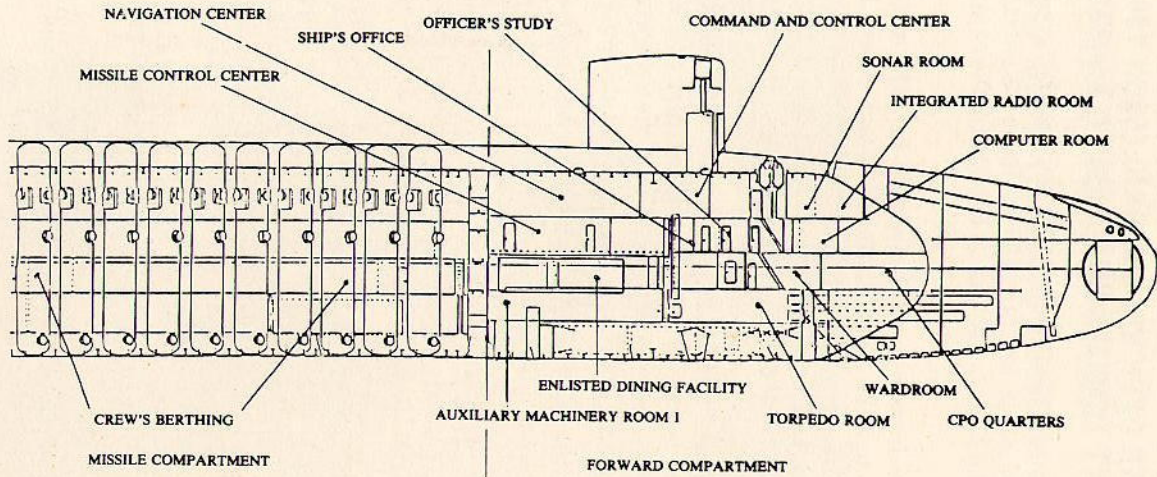 NAVIGATION CENTER
SHIP'S OFFICE
OFFICER'S STUDY
COMMAND AND CONTROL CENTER
MISSILE CONTROL CENTER
SONAR ROOM
INTEGRATED RADIO ROOM
COMPUTER ROOM
ENLISTED DINING FACILITY
WARDROOM
CREW'S BERTHING
AUXILIARY MACHINERY ROOM 1
TORPEDO ROOM
CPO QUARTERS
MISSILE COMPARTMENT
FORWARD COMPARTMENT